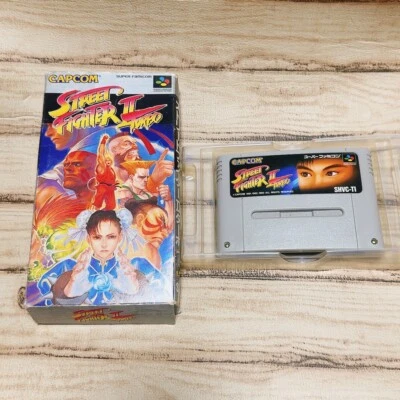 CAPCOM
SUPER FAMICOM
STREET
FIGHTER II
TURBO
CAPCOM
スーパーファミコン
STREET
FIGHTER II
TURBO
SHVC-TI
STREET
FIGHTER II TURBO